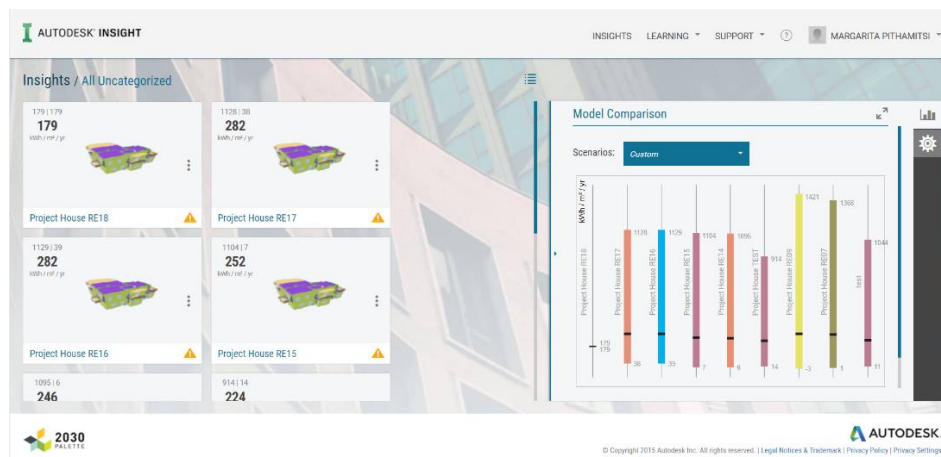 AUTODESK® INSIGHT
INSIGHTS LEARNING SUPPORT ? MARGARITA PITHAMITSI
Insights / All Uncategorized
179 | 179
179
kWh / m² / yr
Project House RE18
1128 | 38
282
kWh / m² / yr
Project House RE17
1129 | 39
282
kWh / m² / yr
Project House RE16
1104 | 7
252
kWh / m² / yr
Project House RE15
1095 | 6
246
914 | 14
224
Model Comparison
Scenarios: Custom
kWh / m² / yr
Project House RE18
179
179
Project House RE17
1128
38
Project House RE16
1129
39
Project House RE15
1104
7
Project House RE14
1095
Project House TEST
914
14
Project House RE09
1421
-3
Project House RE07
1368
1
test
1044
11
2030
PALETTE
AUTODESK.
© Copyright 2015 Autodesk Inc. All rights reserved. | Legal Notices & Trademark | Privacy Policy | Privacy Settings